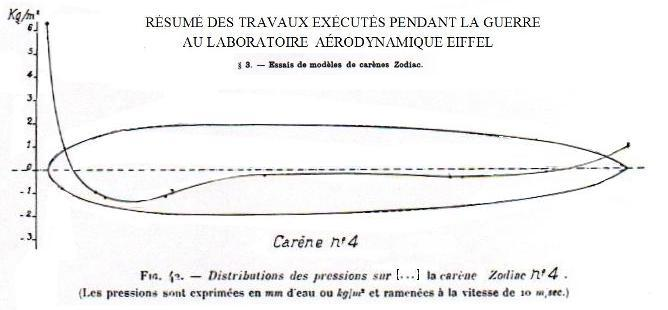 Kg/m²
RÉSUMÉ DES TRAVAUX EXÉCUTÉS PENDANT LA GUERRE
AU LABORATOIRE AÉRODYNAMIQUE EIFFEL
§ 3. — Essais de modèles de carènes Zodiac.
6
5
4
3
2
1
0
-1
-2
-3
Carène n° 4
FIG. 42. — Distributions des pressions sur [...] la carène Zodiac n° 4.
(Les pressions sont exprimées en mm d'eau ou kg/m² et ramenées à la vitesse de 10 m,sec.)